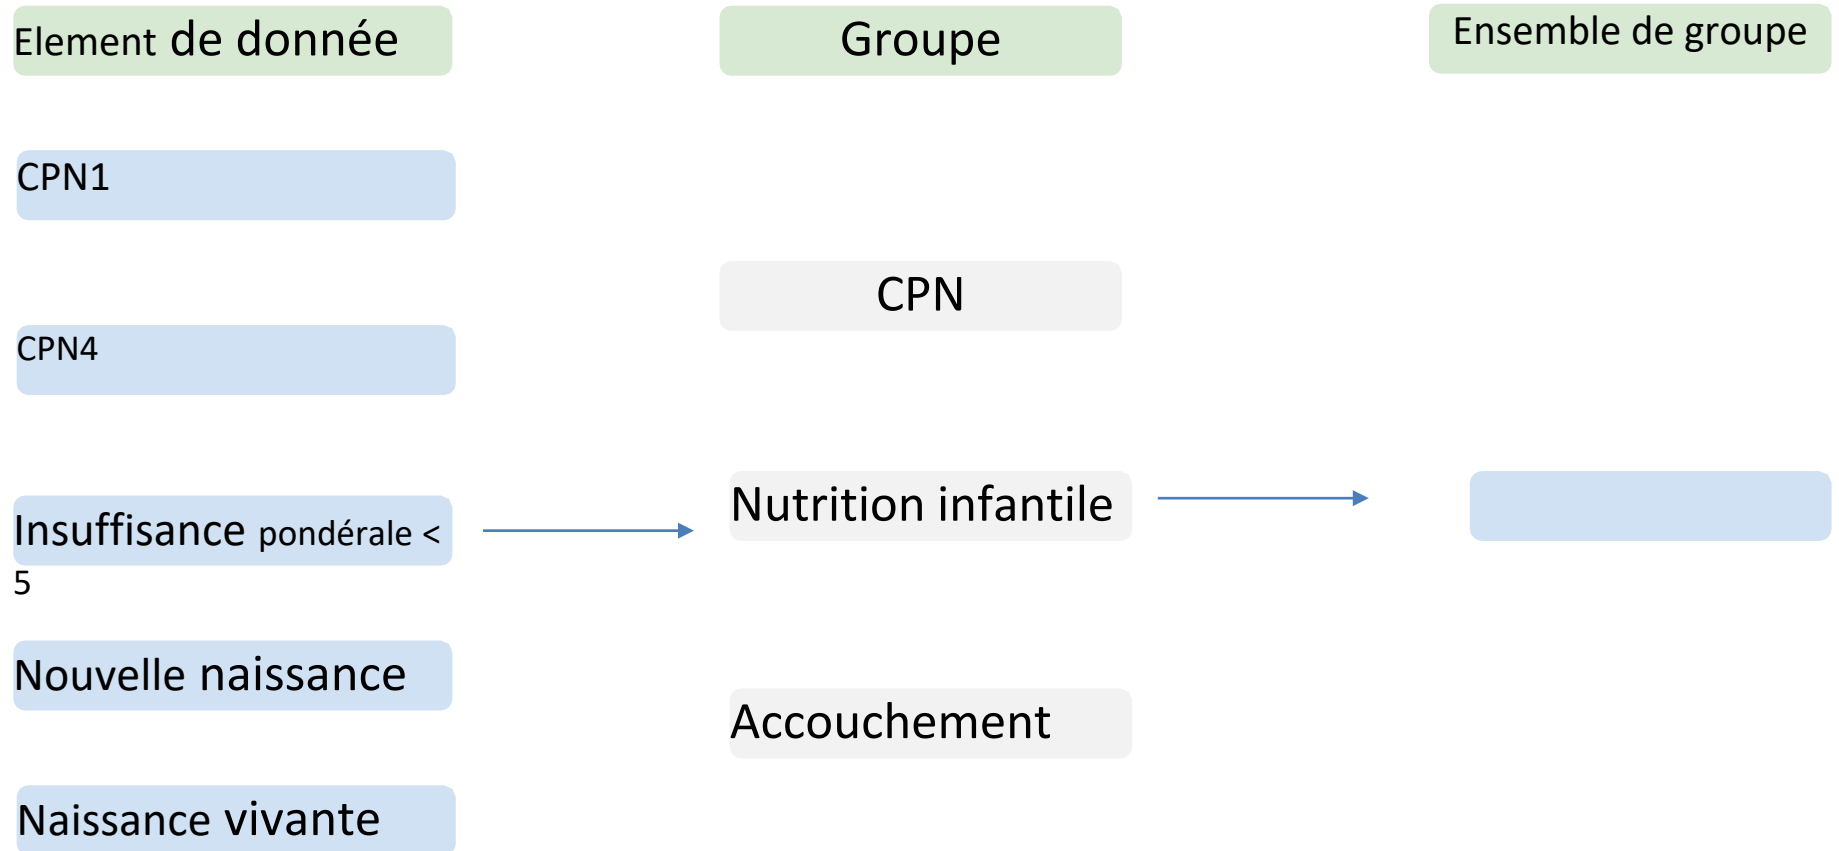 Element de donnée
Groupe
Ensemble de groupe
CPN1
CPN
CPN4
Nutrition infantile
Insuffisance pondérale <
5
Nouvelle naissance
Accouchement
Naissance vivante